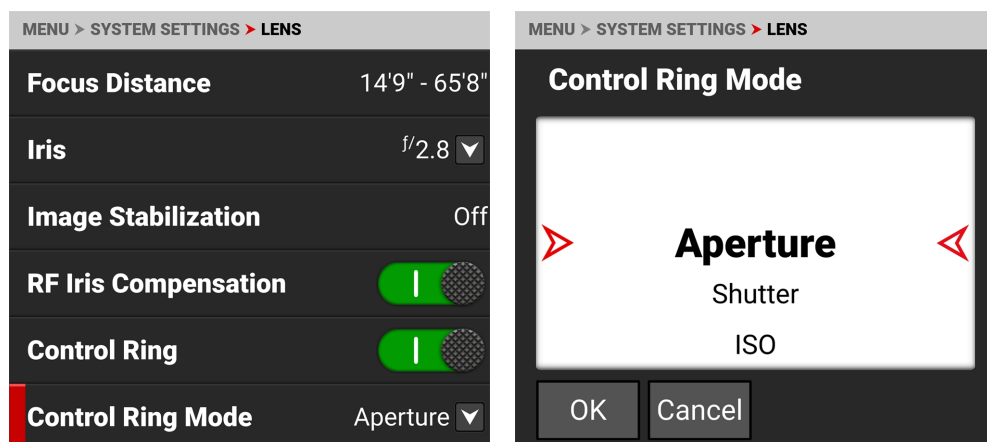 MENU > SYSTEM SETTINGS > LENS
Focus Distance 14'9" - 65'8"
Iris ƒ/2.8
Image Stabilization Off
RF Iris Compensation
Control Ring
Control Ring Mode Aperture
MENU > SYSTEM SETTINGS > LENS
Control Ring Mode
Aperture
Shutter
ISO
OK Cancel